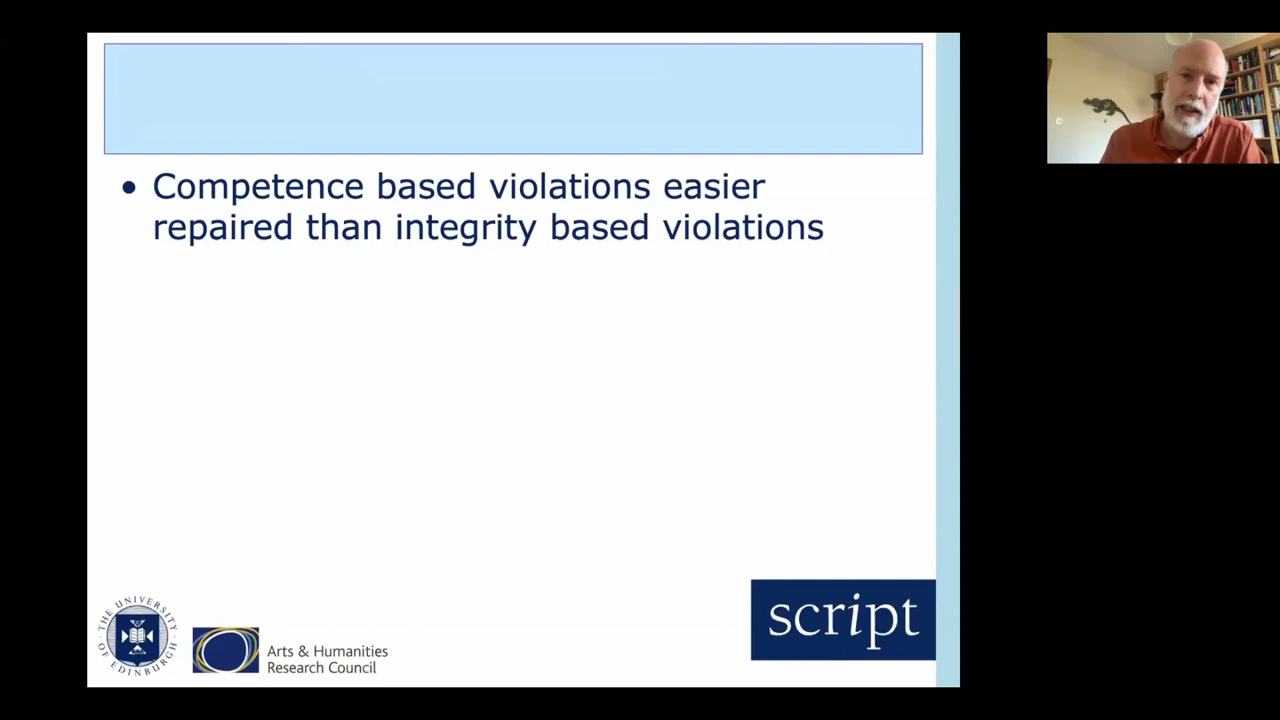 • Competence based violations easier
repaired than integrity based violations
THE UNIVERSITY OF EDINBURGH
Arts & Humanities
Research Council
script